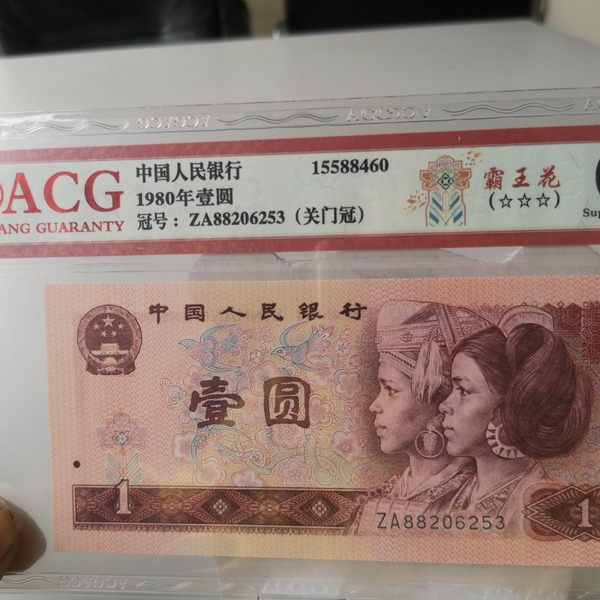 ACG
ANG GUARANTY
中国人民银行
15588460
1980年壹圆
冠号：ZA88206253（关门冠）
霸王花
(☆☆☆)
Sup
中国人民银行
壹圆
1
ZA88206253
1